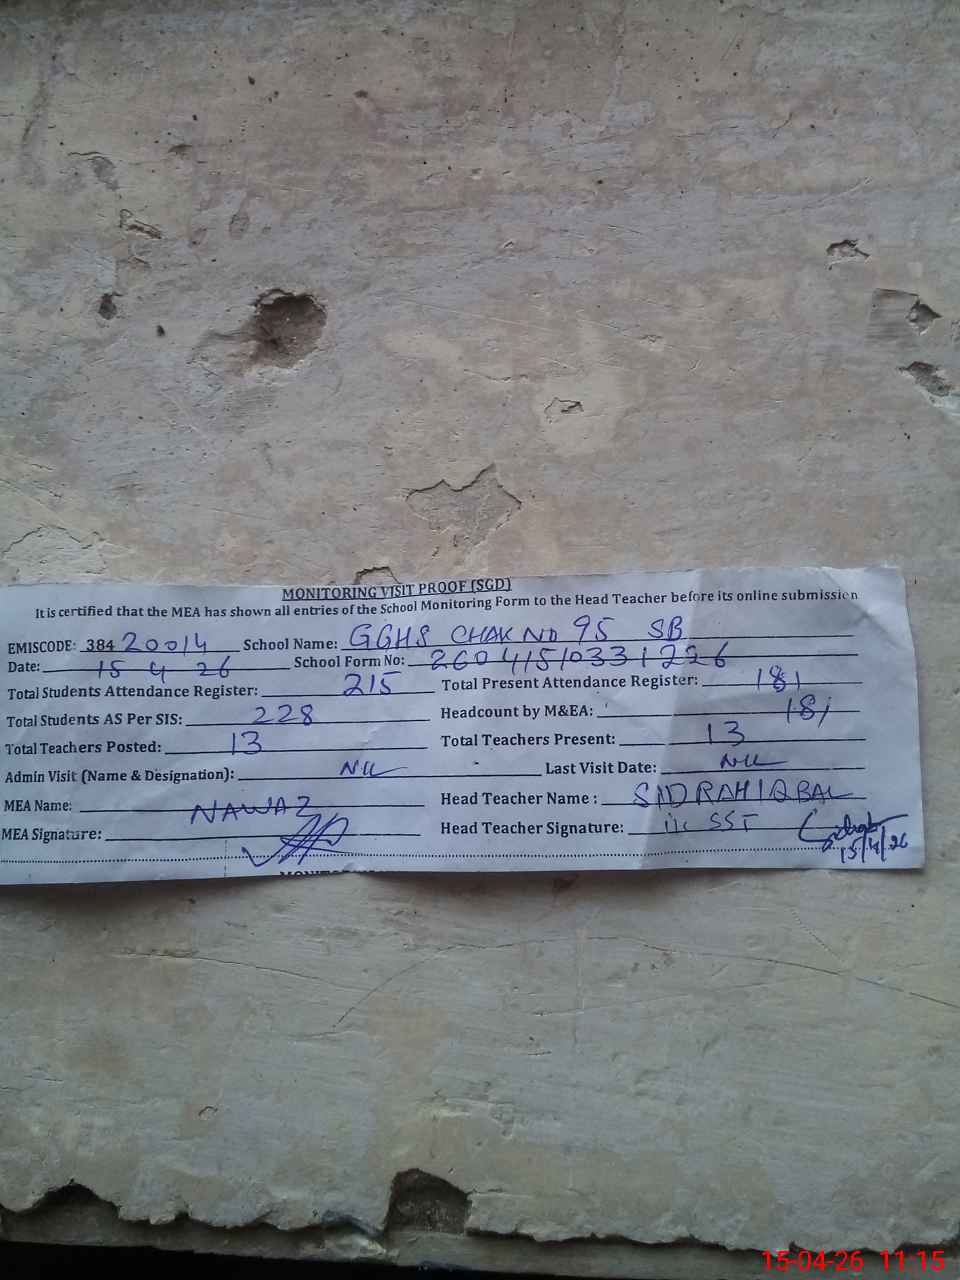 MONITORING VISIT PROOF (SGD)
It is certified that the MEA has shown all entries of the School Monitoring Form to the Head Teacher before its online submission
EMISCODE: 384 20014 School Name: GGHS CHAK NO 95 SB
Date: 15 4 26 School Form No: 26041510331226
Total Students Attendance Register: 215 Total Present Attendance Register: 181
Total Students AS Per SIS: 228 Headcount by M&EA: 181
Total Teachers Posted: 13 Total Teachers Present: 13
Admin Visit (Name & Designation): NIL Last Visit Date: NIL
MEA Name: NAWAZ Head Teacher Name : SIDRAH IQBAL
MEA Signature: Head Teacher Signature: SST
15/4/26
15-04-26 11:15